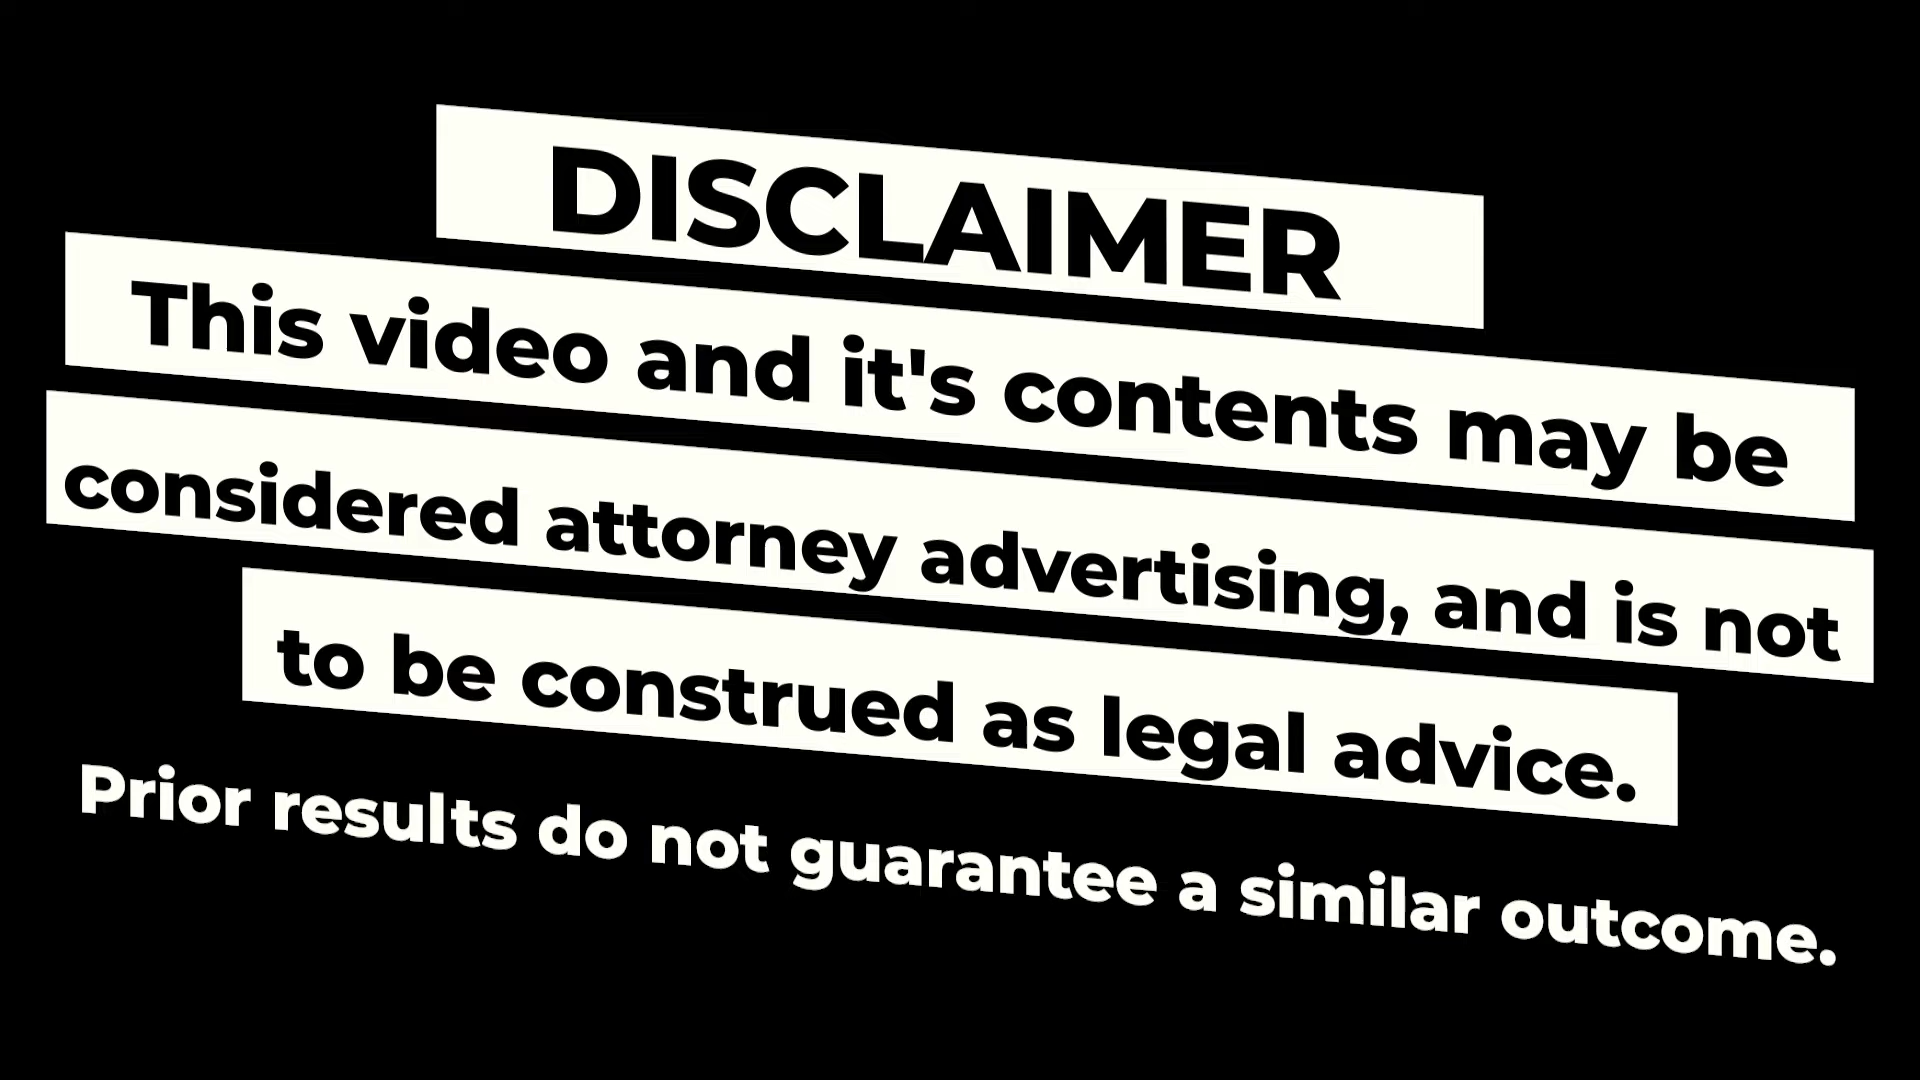 DISCLAIMER
This video and it's contents may be
considered attorney advertising, and is not
to be construed as legal advice.
Prior results do not guarantee a similar outcome.